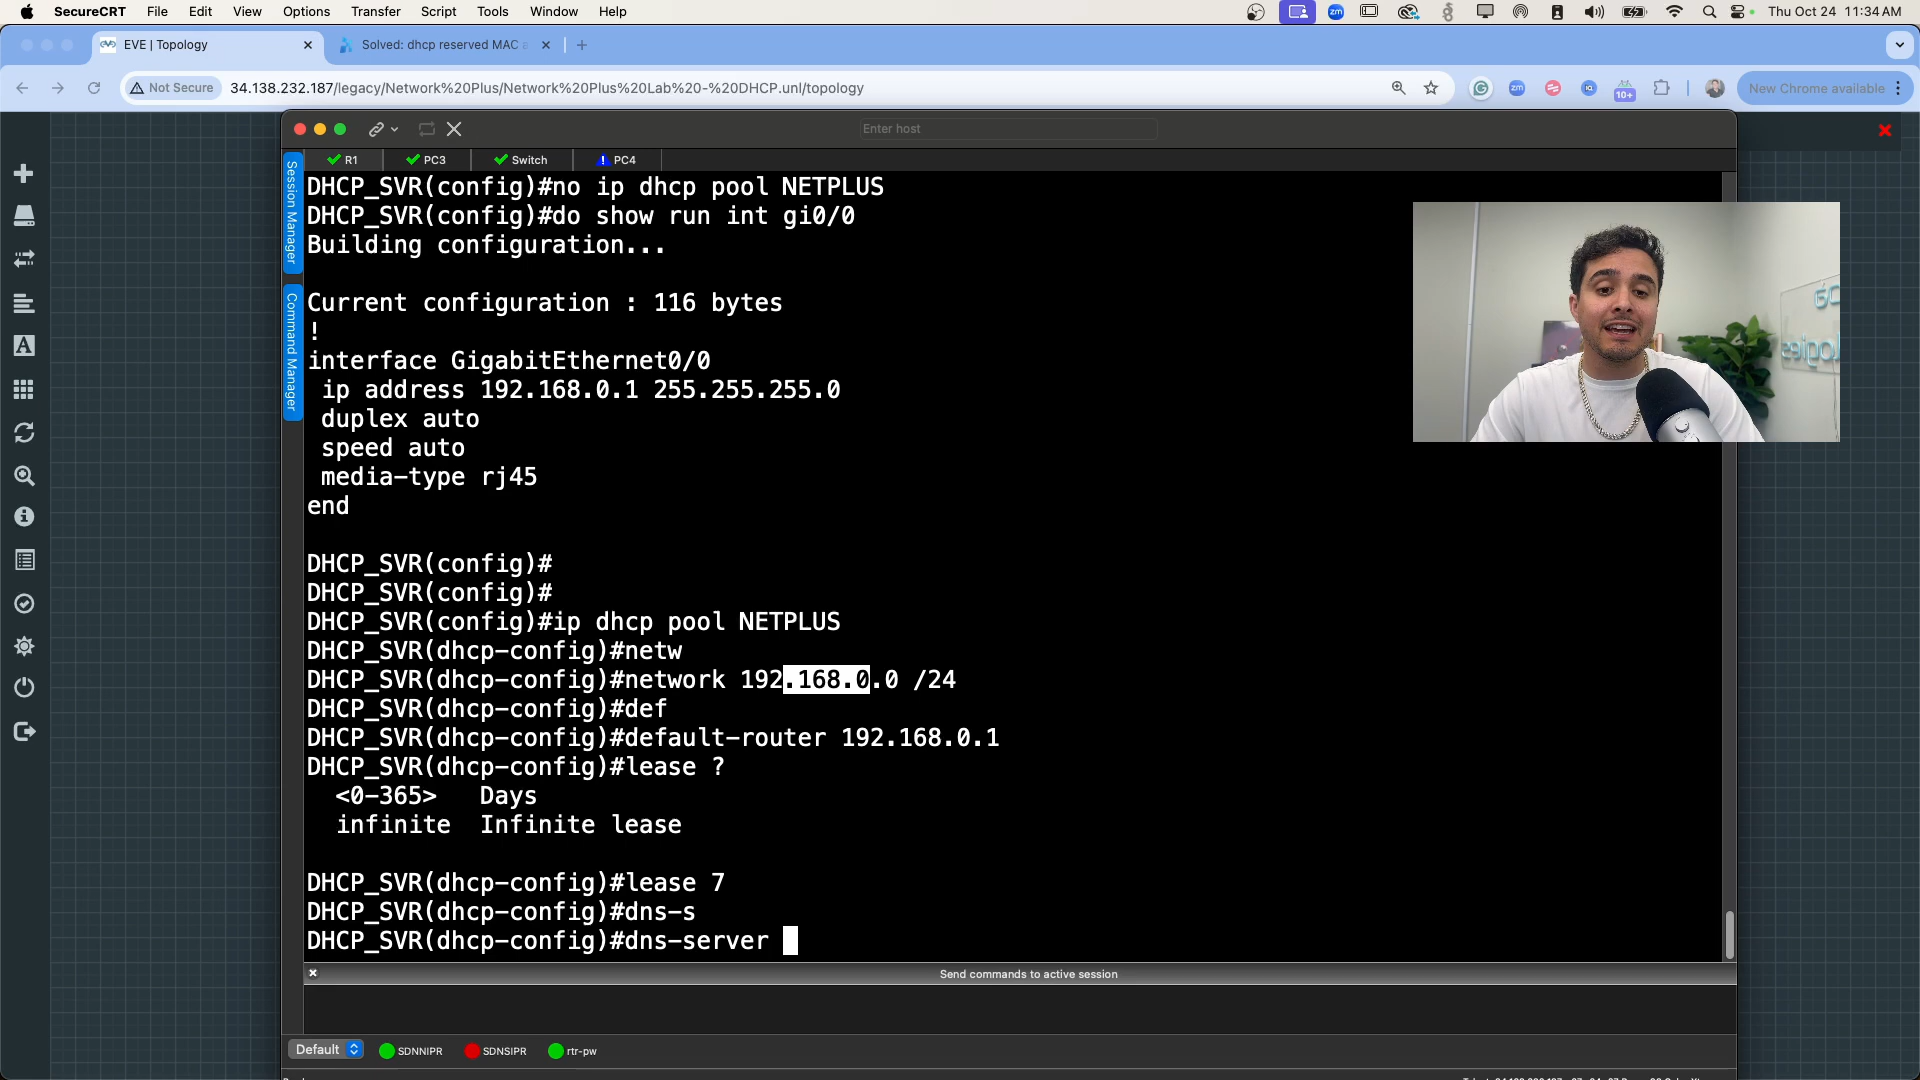 SecureCRT File Edit View Options Transfer Script Tools Window Help
zm
Thu Oct 24 11:34 AM
EVE | Topology
Solved: dhcp reserved MAC a
Not Secure
34.138.232.187/legacy/Network%20Plus/Network%20Plus%20Lab%20-%20DHCP.unl/topology
zm
10+
New Chrome available
Enter host
R1
PC3
Switch
PC4
Session Manager
Command Manager
DHCP_SVR(config)#no ip dhcp pool NETPLUS
DHCP_SVR(config)#do show run int gi0/0
Building configuration...
Current configuration : 116 bytes
!
interface GigabitEthernet0/0
ip address 192.168.0.1 255.255.255.0
duplex auto
speed auto
media-type rj45
end
DHCP_SVR(config)#
DHCP_SVR(config)#
DHCP_SVR(config)#ip dhcp pool NETPLUS
DHCP_SVR(dhcp-config)#netw
DHCP_SVR(dhcp-config)#network 192.168.0.0 /24
DHCP_SVR(dhcp-config)#def
DHCP_SVR(dhcp-config)#default-router 192.168.0.1
DHCP_SVR(dhcp-config)#lease ?
<0-365> Days
infinite Infinite lease
DHCP_SVR(dhcp-config)#lease 7
DHCP_SVR(dhcp-config)#dns-s
DHCP_SVR(dhcp-config)#dns-server
Send commands to active session
Default
SDNNIPR
SDNSIPR
rtr-pw